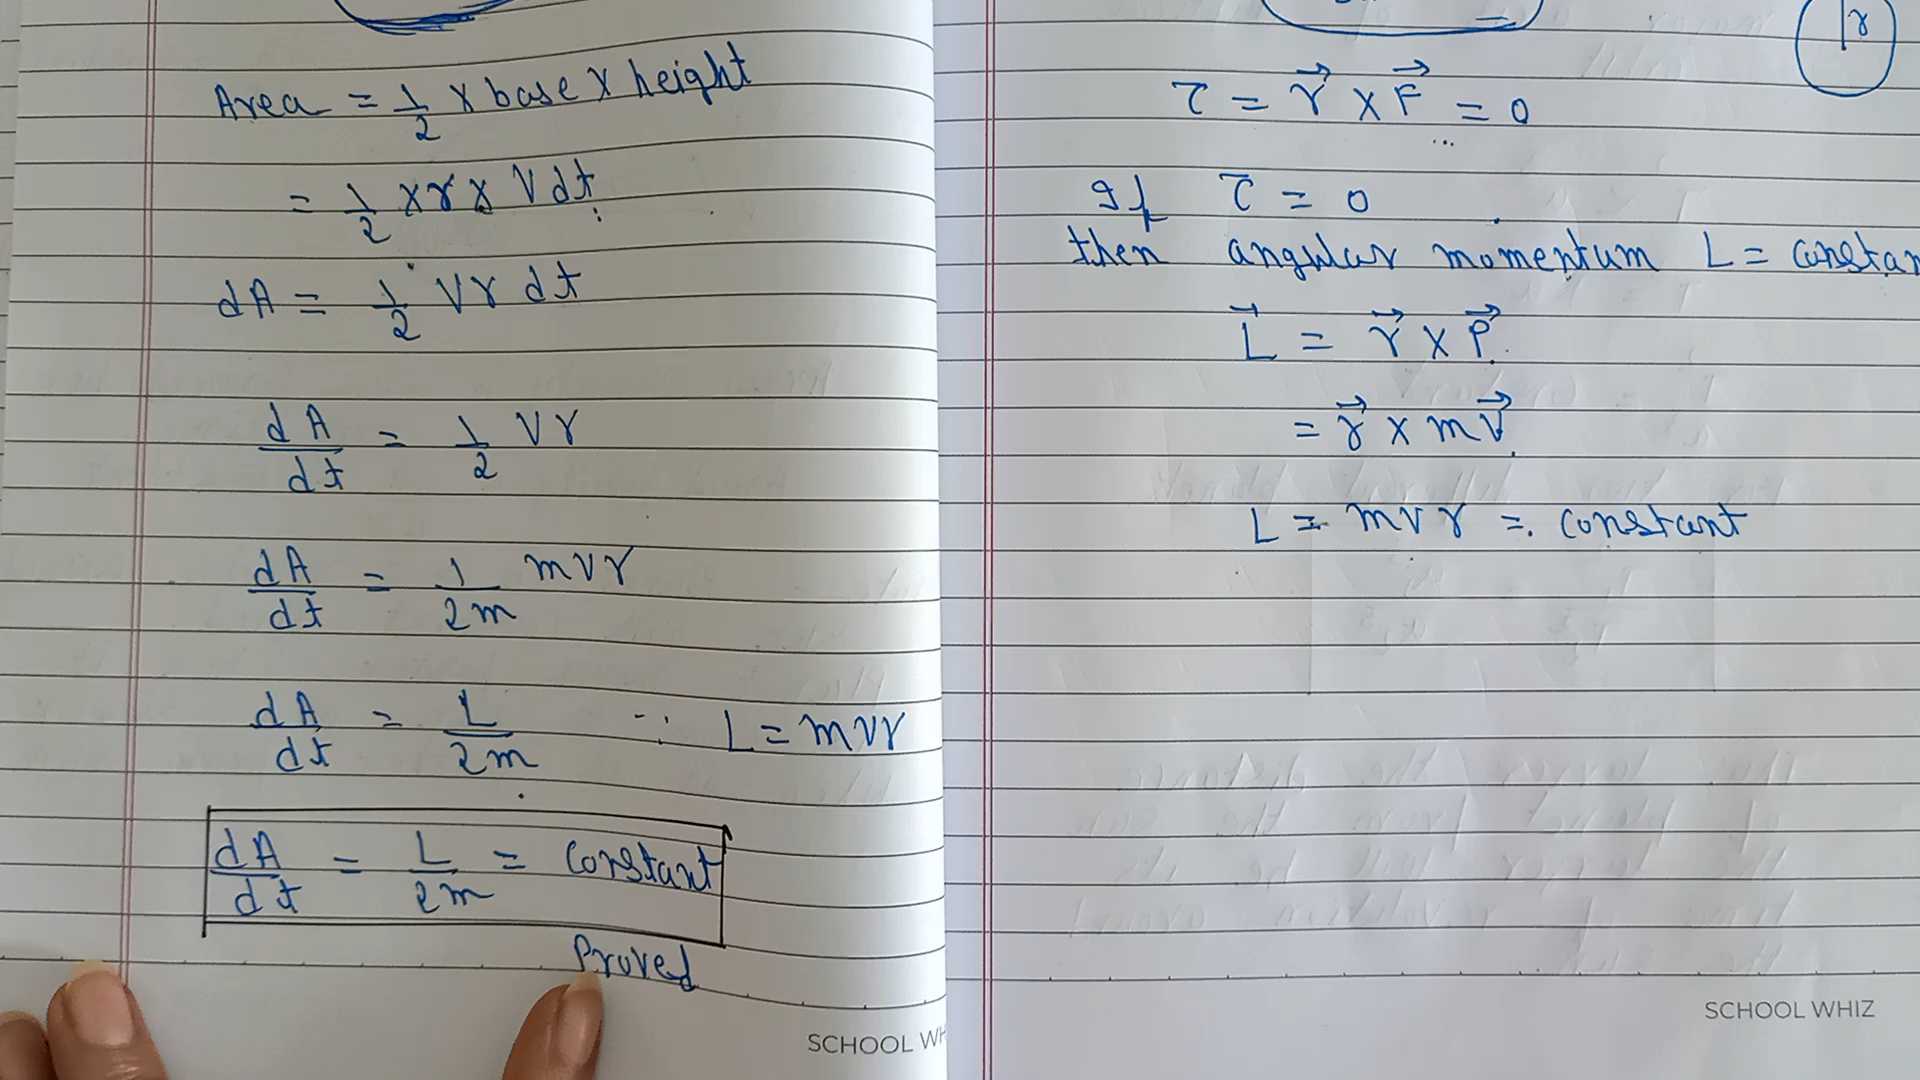 Area = 1/2 × base × height
= 1/2 × r × V dt
dA = 1/2 V r dt
dA/dt = 1/2 V r
dA/dt = 1/2m mvr
dA/dt = L/2m ∵ L = mvr
dA/dt = L/2m = Constant
Proved
SCHOOL WH
r
τ = r⃗ × F⃗ = 0
If τ = 0
then angular momentum L = constan
L⃗ = r⃗ × P⃗
= r⃗ × mV⃗
L = mvr = constant
SCHOOL WHIZ